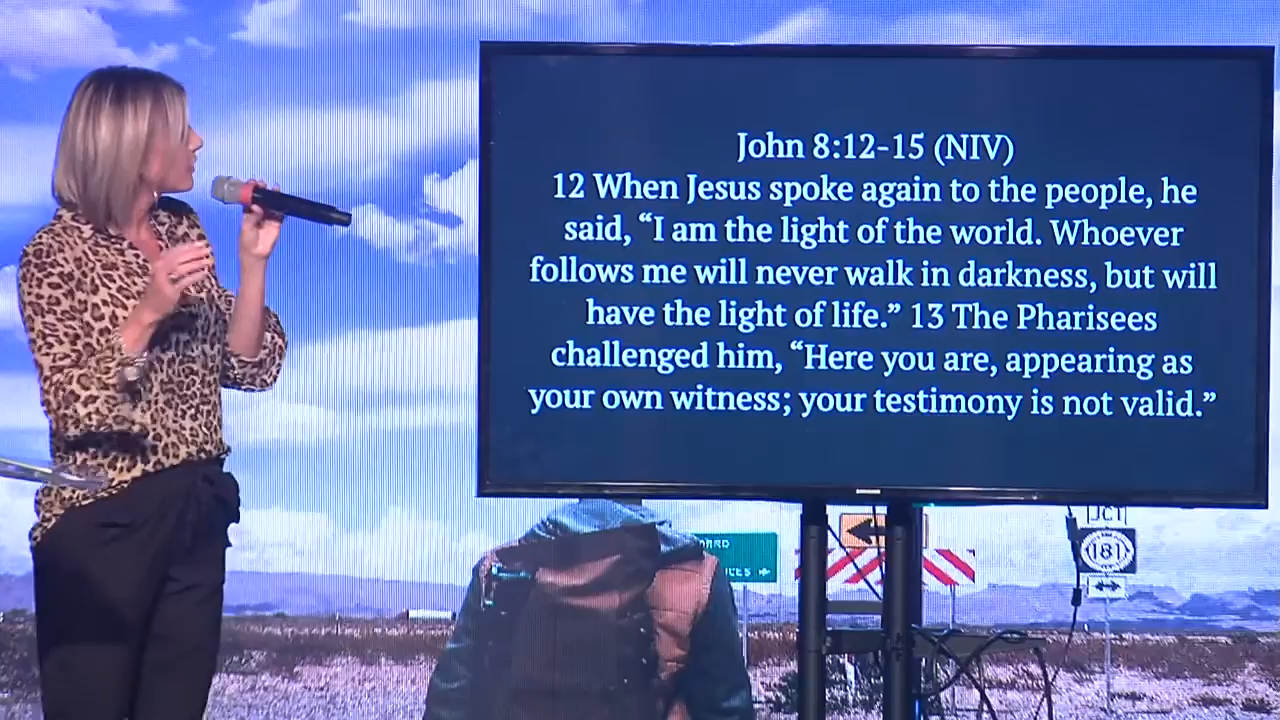 John 8:12-15 (NIV)
12 When Jesus spoke again to the people, he
said, “I am the light of the world. Whoever
follows me will never walk in darkness, but will
have the light of life.” 13 The Pharisees
challenged him, “Here you are, appearing as
your own witness; your testimony is not valid.”
JCT
181